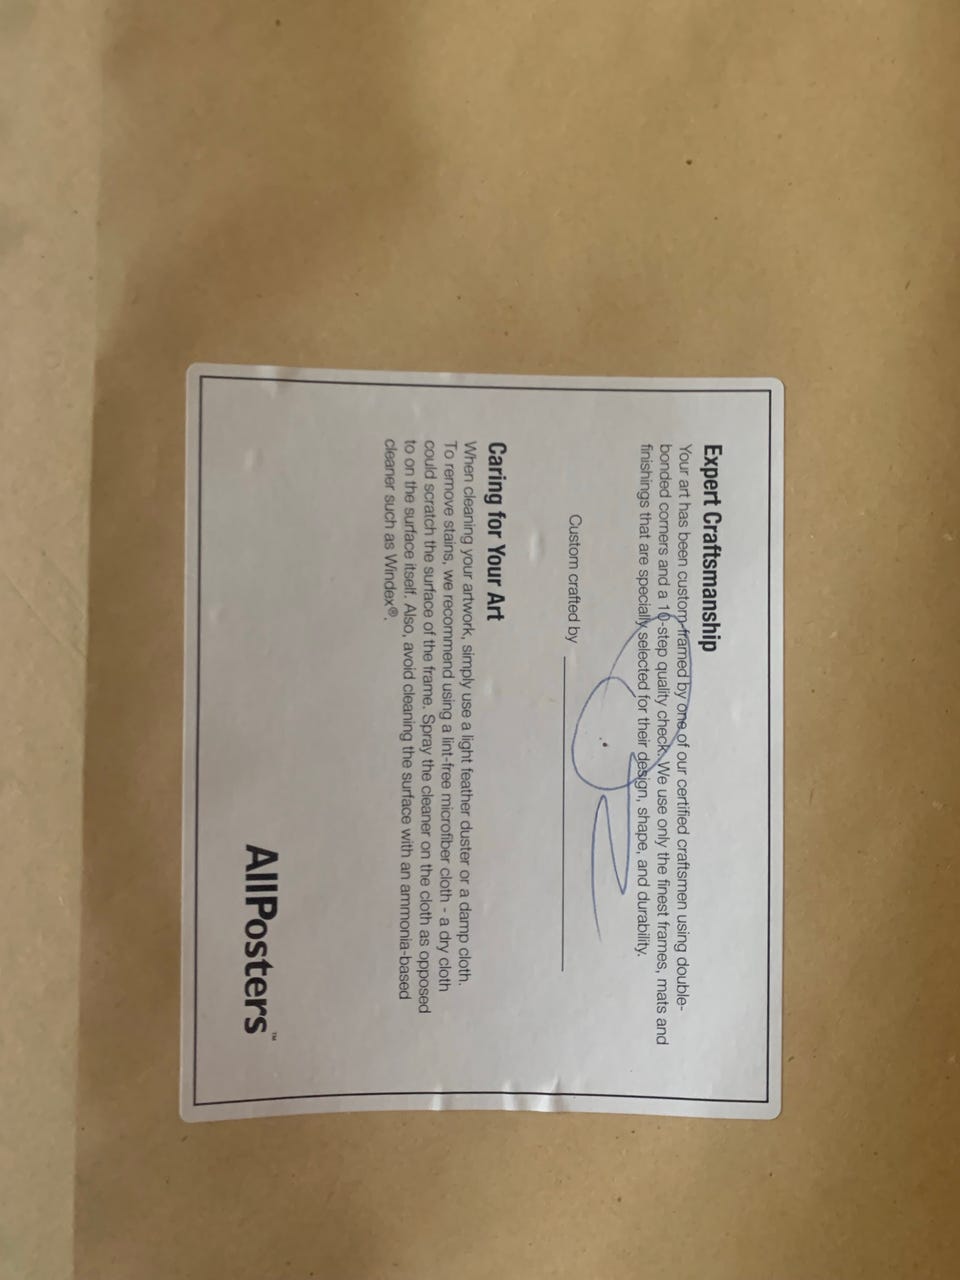 Expert Craftsmanship
Your art has been custom-framed by one of our certified craftsmen using double-
bonded corners and a 10-step quality check. We use only the finest frames, mats and
finishings that are specially selected for their design, shape, and durability.
Custom crafted by
Caring for Your Art
When cleaning your artwork, simply use a light feather duster or a damp cloth.
To remove stains, we recommend using a lint-free microfiber cloth - a dry cloth
could scratch the surface of the frame. Spray the cleaner on the cloth as opposed
to on the surface itself. Also, avoid cleaning the surface with an ammonia-based
cleaner such as Windex®.
AllPosters™